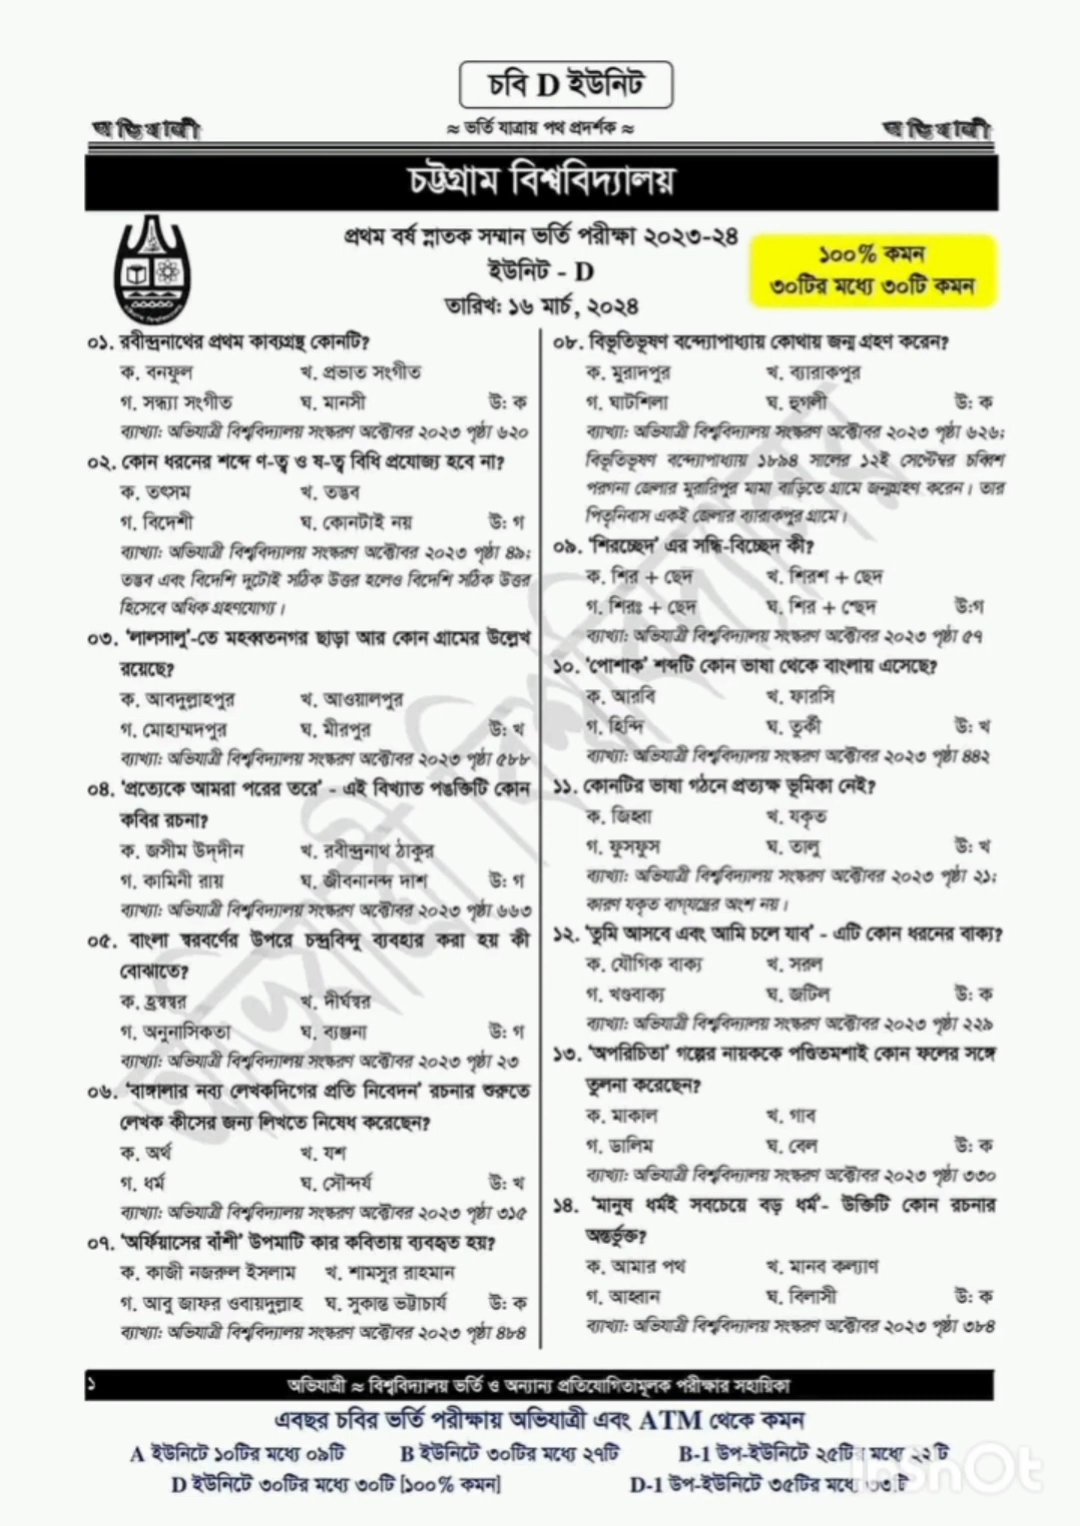 চবি D ইউনিট
অভিযাত্রী
≈ ভর্তি যাত্রায় পথ প্রদর্শক ≈
অভিযাত্রী
চট্টগ্রাম বিশ্ববিদ্যালয়
প্রথম বর্ষ স্নাতক সম্মান ভর্তি পরীক্ষা ২০২৩-২৪
ইউনিট - D
তারিখ: ১৬ মার্চ, ২০২৪
১০০% কমন
৩০টির মধ্যে ৩০টি কমন
০১. রবীন্দ্রনাথের প্রথম কাব্যগ্রন্থ কোনটি?
ক. বনফুল খ. প্রভাত সংগীত
গ. সন্ধ্যা সংগীত ঘ. মানসী উ: ক
ব্যাখ্যা: অভিযাত্রী বিশ্ববিদ্যালয় সংস্করণ অক্টোবর ২০২৩ পৃষ্ঠা ৬২০
০২. কোন ধরনের শব্দে ণ-ত্ব ও ষ-ত্ব বিধি প্রযোজ্য হবে না?
ক. তৎসম খ. তদ্ভব
গ. বিদেশী ঘ. কোনটাই নয় উ: গ
ব্যাখ্যা: অভিযাত্রী বিশ্ববিদ্যালয় সংস্করণ অক্টোবর ২০২৩ পৃষ্ঠা ৪৯;
তদ্ভব এবং বিদেশি দুটোই সঠিক উত্তর হলেও বিদেশি সঠিক উত্তর
হিসেবে অধিক গ্রহণযোগ্য।
০৩. ‘লালসালু’-তে মহব্বতনগর ছাড়া আর কোন গ্রামের উল্লেখ
রয়েছে?
ক. আবদুল্লাহপুর খ. আওয়ালপুর
গ. মোহাম্মদপুর ঘ. মীরপুর উ: খ
ব্যাখ্যা: অভিযাত্রী বিশ্ববিদ্যালয় সংস্করণ অক্টোবর ২০২৩ পৃষ্ঠা ৫৮৮
০৪. ‘প্রত্যেকে আমরা পরের তরে’ - এই বিখ্যাত পঙক্তিটি কোন
কবির রচনা?
ক. জসীম উদ্‌দীন খ. রবীন্দ্রনাথ ঠাকুর
গ. কামিনী রায় ঘ. জীবনানন্দ দাশ উ: গ
ব্যাখ্যা: অভিযাত্রী বিশ্ববিদ্যালয় সংস্করণ অক্টোবর ২০২৩ পৃষ্ঠা ৬৬৩
০৫. বাংলা স্বরবর্ণের উপরে চন্দ্রবিন্দু ব্যবহার করা হয় কী
বোঝাতে?
ক. হ্রস্বস্বর খ. দীর্ঘস্বর
গ. অনুনাসিকতা ঘ. ব্যঞ্জনা উ: গ
ব্যাখ্যা: অভিযাত্রী বিশ্ববিদ্যালয় সংস্করণ অক্টোবর ২০২৩ পৃষ্ঠা ২৩
০৬. ‘বাঙ্গালার নব্য লেখকদিগের প্রতি নিবেদন’ রচনার শুরুতে
লেখক কীসের জন্য লিখতে নিষেধ করেছেন?
ক. অর্থ খ. যশ
গ. ধর্ম ঘ. সৌন্দর্য উ: খ
ব্যাখ্যা: অভিযাত্রী বিশ্ববিদ্যালয় সংস্করণ অক্টোবর ২০২৩ পৃষ্ঠা ৩১৫
০৭. ‘অর্ফিয়াসের বাঁশী’ উপমাটি কার কবিতায় ব্যবহৃত হয়?
ক. কাজী নজরুল ইসলাম খ. শামসুর রাহমান
গ. আবু জাফর ওবায়দুল্লাহ ঘ. সুকান্ত ভট্টাচার্য উ: ক
ব্যাখ্যা: অভিযাত্রী বিশ্ববিদ্যালয় সংস্করণ অক্টোবর ২০২৩ পৃষ্ঠা ৪৮৪
০৮. বিভূতিভূষণ বন্দ্যোপাধ্যায় কোথায় জন্ম গ্রহণ করেন?
ক. মুরাদপুর খ. ব্যারাকপুর
গ. ঘাটশিলা ঘ. হুগলী উ: ক
ব্যাখ্যা: অভিযাত্রী বিশ্ববিদ্যালয় সংস্করণ অক্টোবর ২০২৩ পৃষ্ঠা ৬২৬;
বিভূতিভূষণ বন্দ্যোপাধ্যায় ১৮৯৪ সালের ১২ই সেপ্টেম্বর চব্বিশ
পরগনা জেলার মুরারিপুর মামা বাড়িতে গ্রামে জন্মগ্রহণ করেন। তার
পিতৃনিবাস একই জেলার ব্যারাকপুর গ্রামে।
০৯. ‘শিরচ্ছেদ’ এর সন্ধি-বিচ্ছেদ কী?
ক. শির + ছেদ খ. শিরশ + ছেদ
গ. শিরঃ + ছেদ ঘ. শির + শ্ছেদ উ:গ
ব্যাখ্যা: অভিযাত্রী বিশ্ববিদ্যালয় সংস্করণ অক্টোবর ২০২৩ পৃষ্ঠা ৫৭
১০. ‘পোশাক’ শব্দটি কোন ভাষা থেকে বাংলায় এসেছে?
ক. আরবি খ. ফারসি
গ. হিন্দি ঘ. তুর্কী উ: খ
ব্যাখ্যা: অভিযাত্রী বিশ্ববিদ্যালয় সংস্করণ অক্টোবর ২০২৩ পৃষ্ঠা ৪৪২
১১. কোনটির ভাষা গঠনে প্রত্যক্ষ ভূমিকা নেই?
ক. জিহ্বা খ. যকৃত
গ. ফুসফুস ঘ. তালু উ: খ
ব্যাখ্যা: অভিযাত্রী বিশ্ববিদ্যালয় সংস্করণ অক্টোবর ২০২৩ পৃষ্ঠা ২১;
কারণ যকৃত বাগ্‌যন্ত্রের অংশ নয়।
১২. ‘তুমি আসবে এবং আমি চলে যাব’ - এটি কোন ধরনের বাক্য?
ক. যৌগিক বাক্য খ. সরল
গ. খণ্ডবাক্য ঘ. জটিল উ: ক
ব্যাখ্যা: অভিযাত্রী বিশ্ববিদ্যালয় সংস্করণ অক্টোবর ২০২৩ পৃষ্ঠা ২২৯
১৩. ‘অপরিচিতা’ গল্পের নায়ককে পণ্ডিতমশাই কোন ফলের সঙ্গে
তুলনা করেছেন?
ক. মাকাল খ. গাব
গ. ডালিম ঘ. বেল উ: ক
ব্যাখ্যা: অভিযাত্রী বিশ্ববিদ্যালয় সংস্করণ অক্টোবর ২০২৩ পৃষ্ঠা ৩৩০
১৪. ‘মানুষ ধর্মই সবচেয়ে বড় ধর্ম’- উক্তিটি কোন রচনার
অন্তর্ভুক্ত?
ক. আমার পথ খ. মানব কল্যাণ
গ. আহ্বান ঘ. বিলাসী উ: ক
ব্যাখ্যা: অভিযাত্রী বিশ্ববিদ্যালয় সংস্করণ অক্টোবর ২০২৩ পৃষ্ঠা ৩৮৪
অভিযাত্রী বিশ্ববিদ্যালয়
১ অভিযাত্রী ≈ বিশ্ববিদ্যালয় ভর্তি ও অন্যান্য প্রতিযোগিতামূলক পরীক্ষার সহায়িকা
এবছর চবির ভর্তি পরীক্ষায় অভিযাত্রী এবং ATM থেকে কমন
A ইউনিটে ১০টির মধ্যে ০৯টি B ইউনিটে ৩০টির মধ্যে ২৭টি B-1 উপ-ইউনিটে ২৫টির মধ্যে ২২টি
D ইউনিটে ৩০টির মধ্যে ৩০টি [১০০% কমন] D-1 উপ-ইউনিটে ৩৫টির মধ্যে ৩৩টি
InShOt